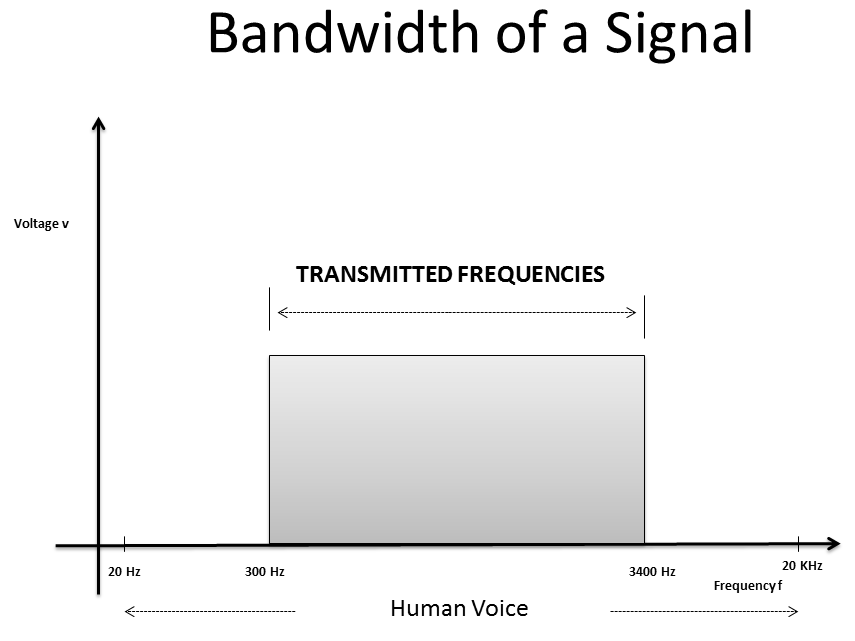 Bandwidth of a Signal
Voltage v
TRANSMITTED FREQUENCIES
20 Hz
300 Hz
3400 Hz
20 KHz
Frequency f
Human Voice